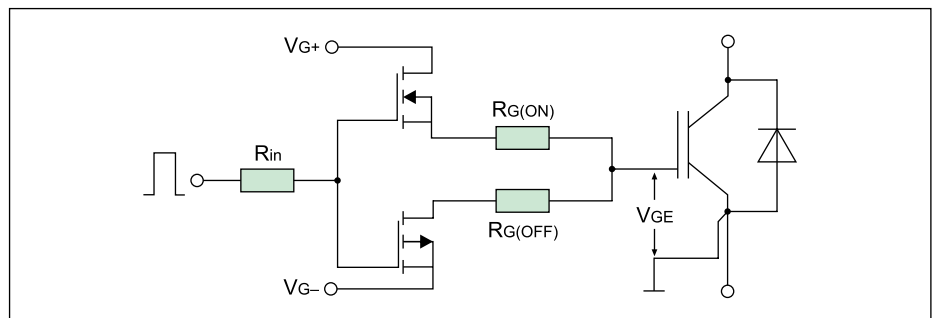 VG+
RG(ON)
Rin
VGE
RG(OFF)
VG–